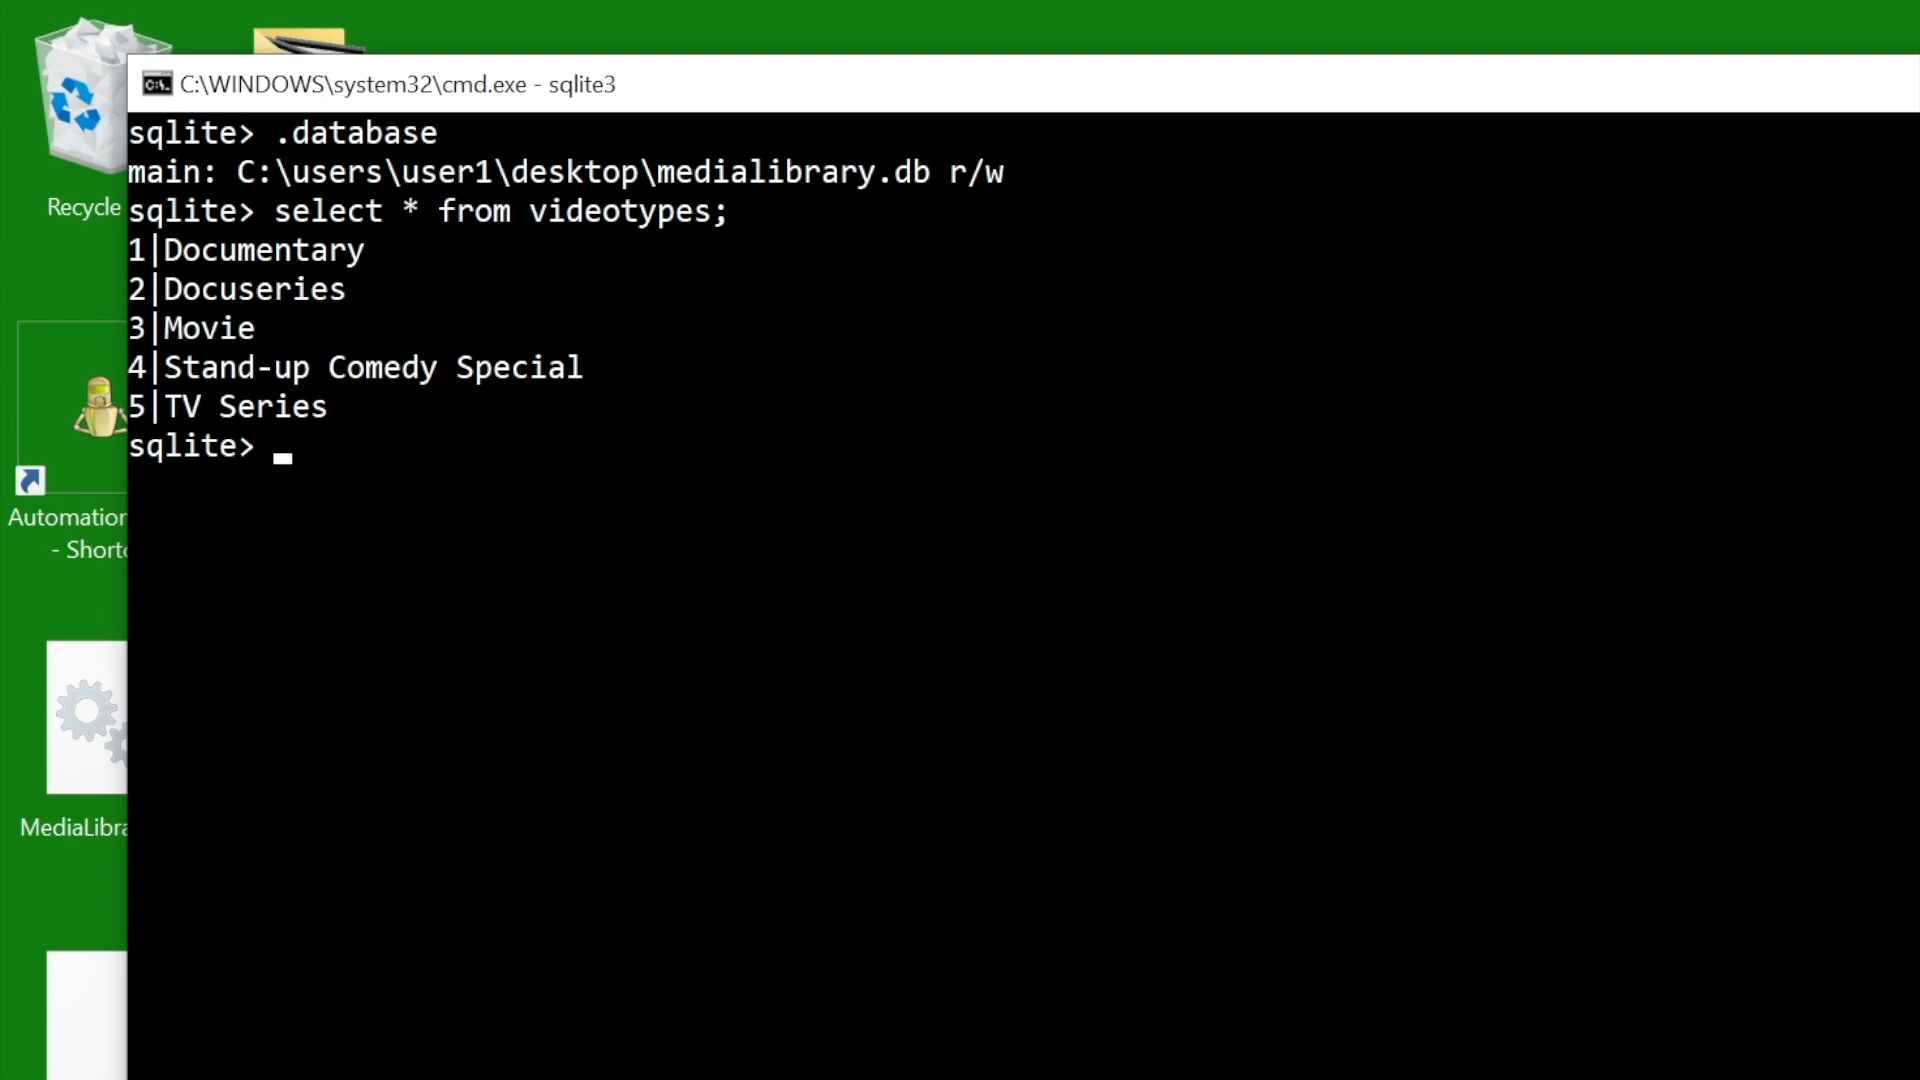 C:\WINDOWS\system32\cmd.exe - sqlite3
sqlite> .database
main: C:\users\user1\desktop\medialibrary.db r/w
sqlite> select * from videotypes;
1|Documentary
2|Docuseries
3|Movie
4|Stand-up Comedy Special
5|TV Series
sqlite>
Recycle
Automation
- Shortc
MediaLibra